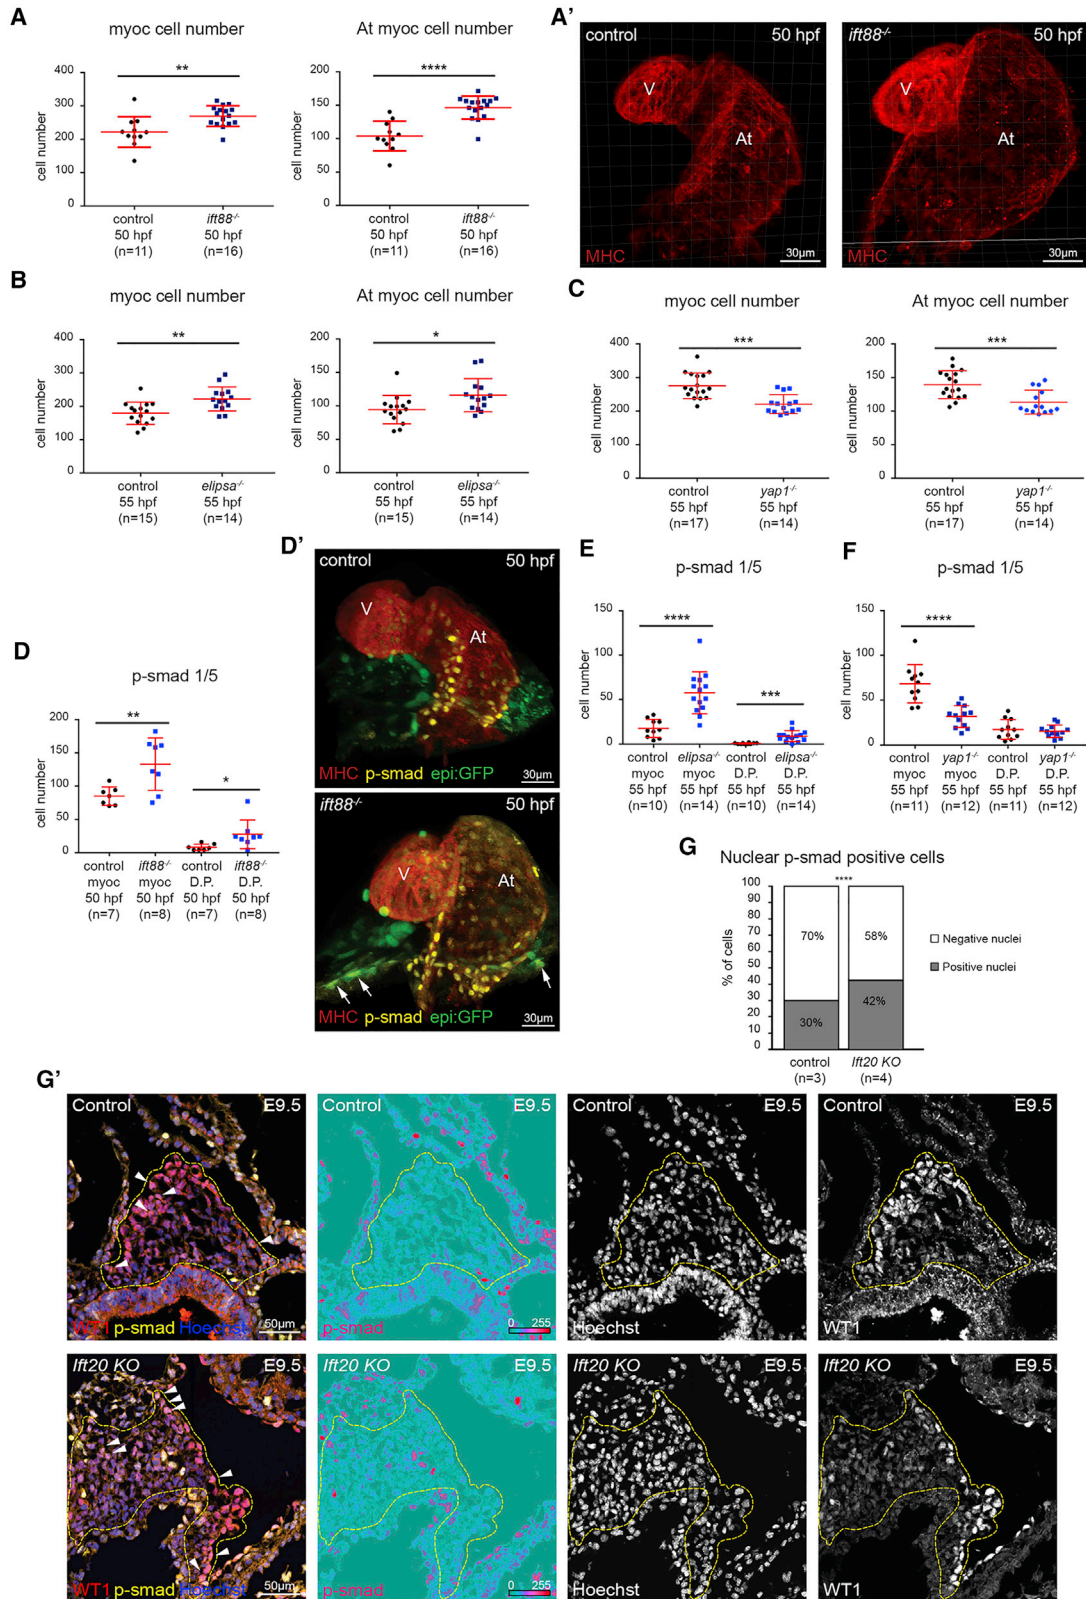 A
myoc cell number
**
cell number
400
300
200
100
0
control
50 hpf
(n=11)
ift88-/-
50 hpf
(n=16)
At myoc cell number
****
cell number
200
150
100
50
0
control
50 hpf
(n=11)
ift88-/-
50 hpf
(n=16)
A'
control
50 hpf
V
At
MHC
30µm
ift88-/-
50 hpf
V
At
MHC
30µm
B
myoc cell number
**
cell number
400
300
200
100
0
control
55 hpf
(n=15)
elipsa-/-
55 hpf
(n=14)
At myoc cell number
*
cell number
200
150
100
50
0
control
55 hpf
(n=15)
elipsa-/-
55 hpf
(n=14)
C
myoc cell number
***
cell number
400
300
200
100
0
control
55 hpf
(n=17)
yap1-/-
55 hpf
(n=14)
At myoc cell number
***
cell number
200
150
100
50
0
control
55 hpf
(n=17)
yap1-/-
55 hpf
(n=14)
D
p-smad 1/5
**
*
cell number
200
150
100
50
0
control
myoc
50 hpf
(n=7)
ift88-/-
myoc
50 hpf
(n=8)
control
D.P.
50 hpf
(n=7)
ift88-/-
D.P.
50 hpf
(n=8)
D'
control
50 hpf
V
At
MHC p-smad epi:GFP
30µm
ift88-/-
50 hpf
V
At
MHC p-smad epi:GFP
30µm
E
p-smad 1/5
****
***
cell number
150
100
50
0
control
myoc
55 hpf
(n=10)
elipsa-/-
myoc
55 hpf
(n=14)
control
D.P.
55 hpf
(n=10)
elipsa-/-
D.P.
55 hpf
(n=14)
F
p-smad 1/5
****
cell number
150
100
50
0
control
myoc
55 hpf
(n=11)
yap1-/-
myoc
55 hpf
(n=12)
control
D.P.
55 hpf
(n=11)
yap1-/-
D.P.
55 hpf
(n=12)
G
Nuclear p-smad positive cells
****
% of cells
100
90
80
70
60
50
40
30
20
10
0
70%
30%
58%
42%
Negative nuclei
Positive nuclei
control
(n=3)
Ift20 KO
(n=4)
G'
Control
E9.5
WT1 p-smad Hoechst
50µm
Control
E9.5
p-smad
0 255
Control
E9.5
Hoechst
Control
E9.5
WT1
Ift20 KO
E9.5
WT1 p-smad Hoechst
50µm
Ift20 KO
E9.5
p-smad
0 255
Ift20 KO
E9.5
Hoechst
Ift20 KO
E9.5
WT1